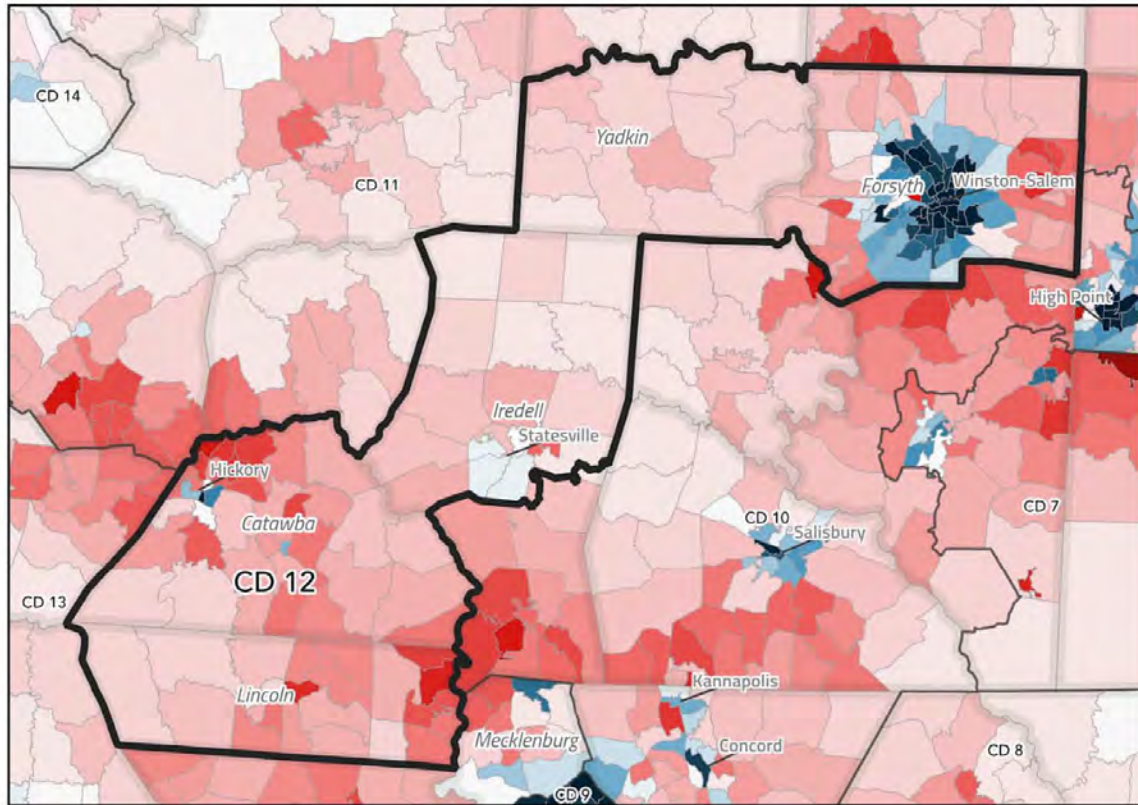 CD 14
Yadkin
CD 11
Forsyth
Winston-Salem
High Point
Iredell
Statesville
Hickory
Catawba
CD 10
CD 7
Salisbury
CD 12
CD 13
Lincoln
Kannapolis
Mecklenburg
Concord
CD 8
CD 9